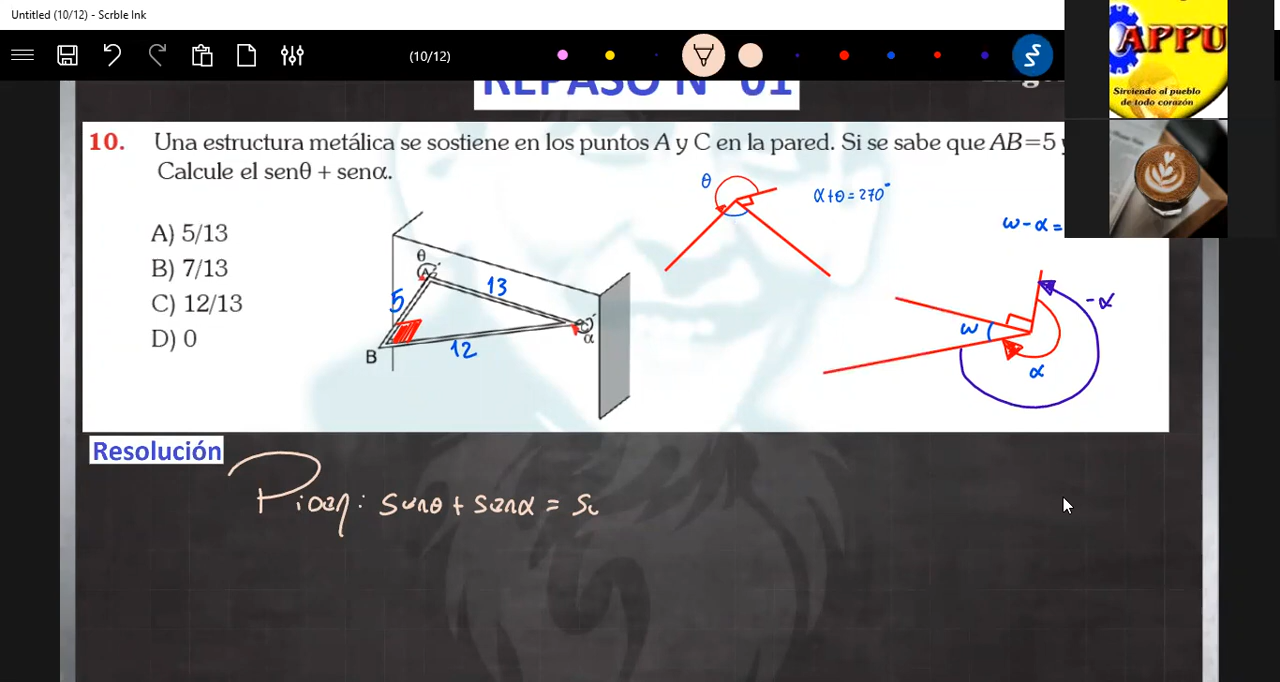 Untitled (10/12) - Scrble Ink
(10/12)
CAPPU
Sirviendo al pueblo
de todo corazón
REPASO N° 01
10. Una estructura metálica se sostiene en los puntos A y C en la pared. Si se sabe que AB=5
Calcule el senθ + senα.
A) 5/13
B) 7/13
C) 12/13
D) 0
θ
A
5
13
C
α
B
12
θ
α+θ=270°
ω-α=
ω
α
-α
Resolución
Piden: senθ + senα = se